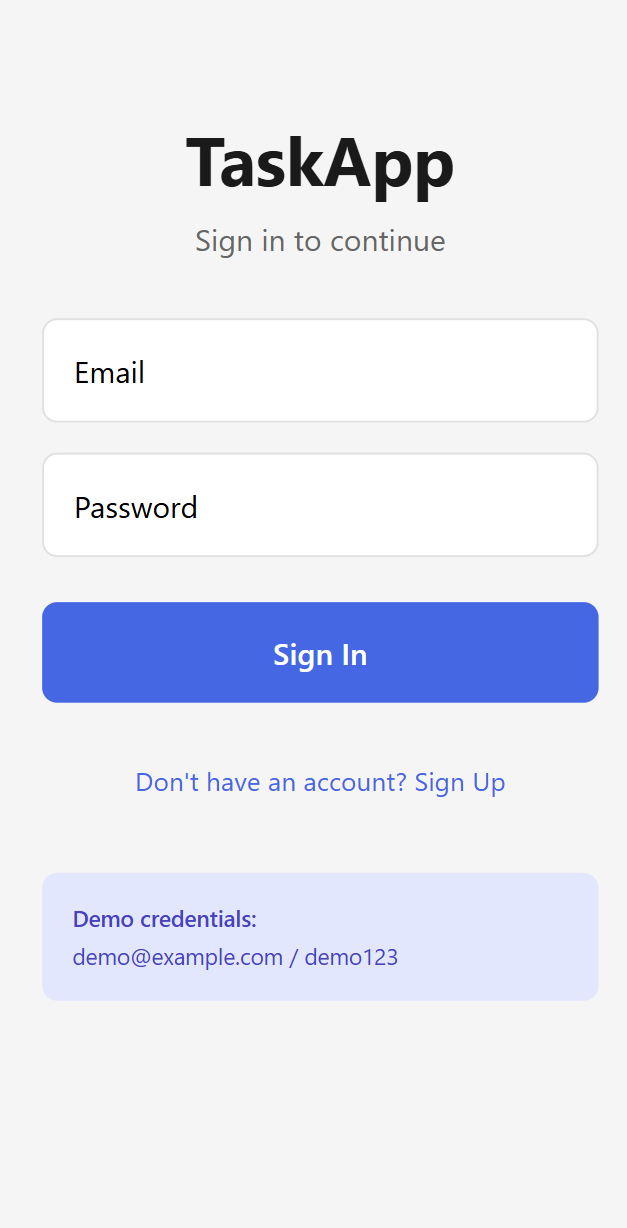 TaskApp
Sign in to continue
Email
Password
Sign In
Don't have an account? Sign Up
Demo credentials:
demo@example.com / demo123